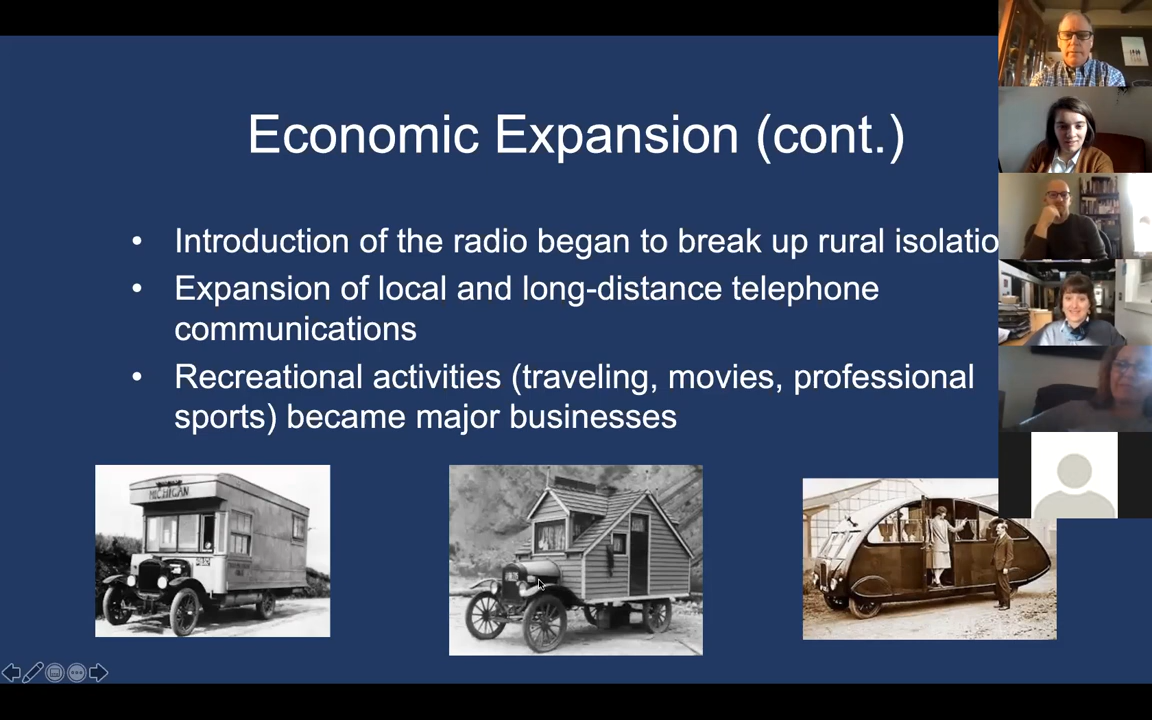 Economic Expansion (cont.)
• Introduction of the radio began to break up rural isolatio
• Expansion of local and long-distance telephone
communications
• Recreational activities (traveling, movies, professional
sports) became major businesses
MICHIGAN